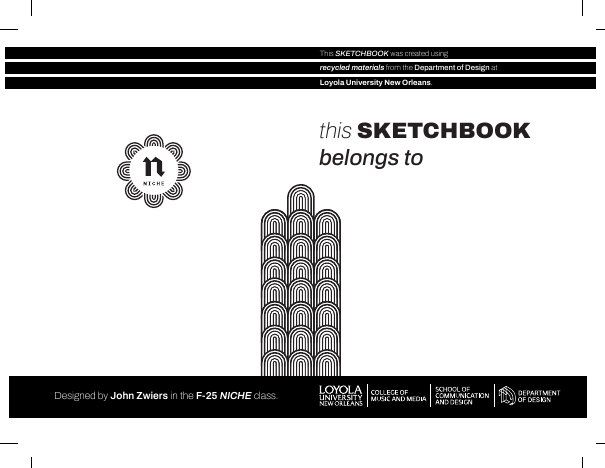 This SKETCHBOOK was created using
recycled materials from the Department of Design at
Loyola University New Orleans.
this SKETCHBOOK
belongs to
n
NICHE
Designed by John Zwiers in the F-25 NICHE class.
LOYOLA
UNIVERSITY
NEW ORLEANS
COLLEGE OF
MUSIC AND MEDIA
SCHOOL OF
COMMUNICATION
AND DESIGN
DEPARTMENT
OF DESIGN